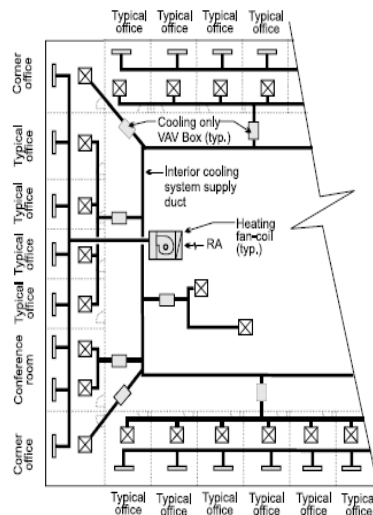 Typical Typical Typical Typical
office office office office
Corner
office
Typical
office
Typical
office
Typical
office
Typical
office
Conference
room
Corner
office
Cooling only
VAV Box (typ.)
Interior cooling
system supply
duct
Heating
fan-coil
(typ.)
RA
Typical Typical Typical Typical Typical
office office office office office